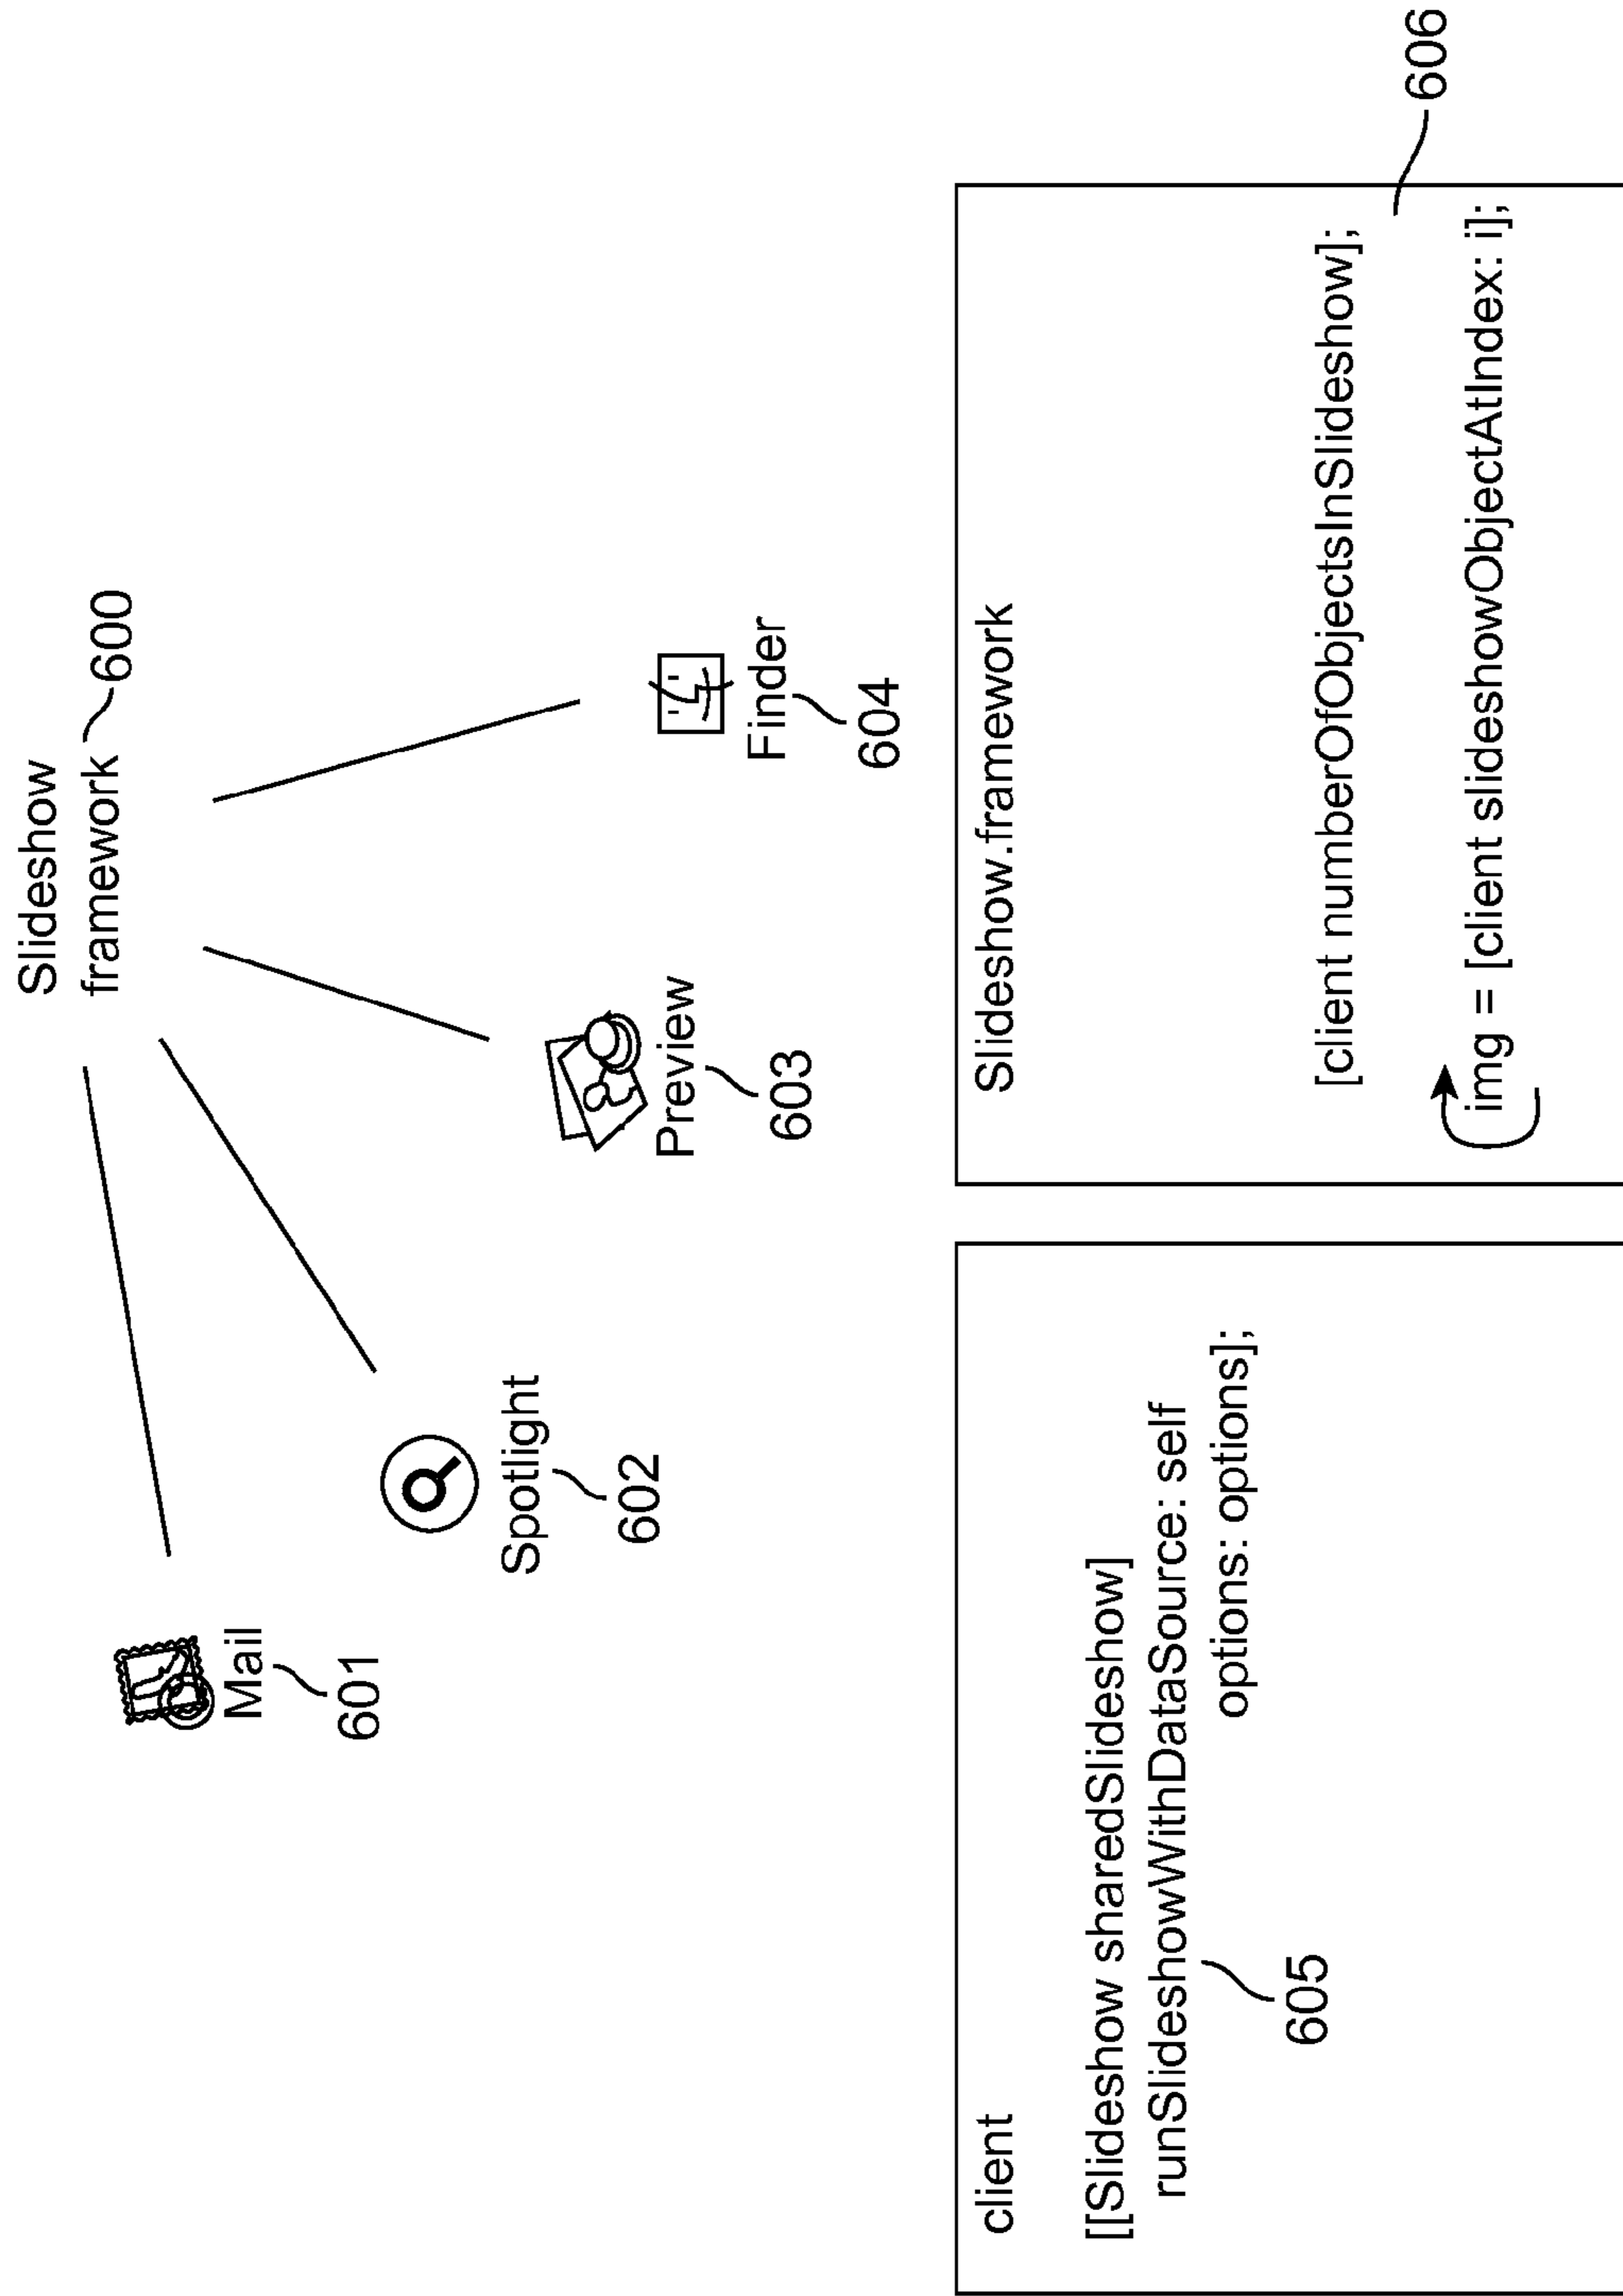 Slideshow
framework 600
Mail
601
Spotlight
602
Preview
603
Finder
604
client
[[Slideshow sharedSlideshow]
runSlideshowWithDataSource: self
options: options];
605
Slideshow.framework
[client numberOfObjectsInSlideshow];
606
img = [client slideshowObjectAtIndex: i];